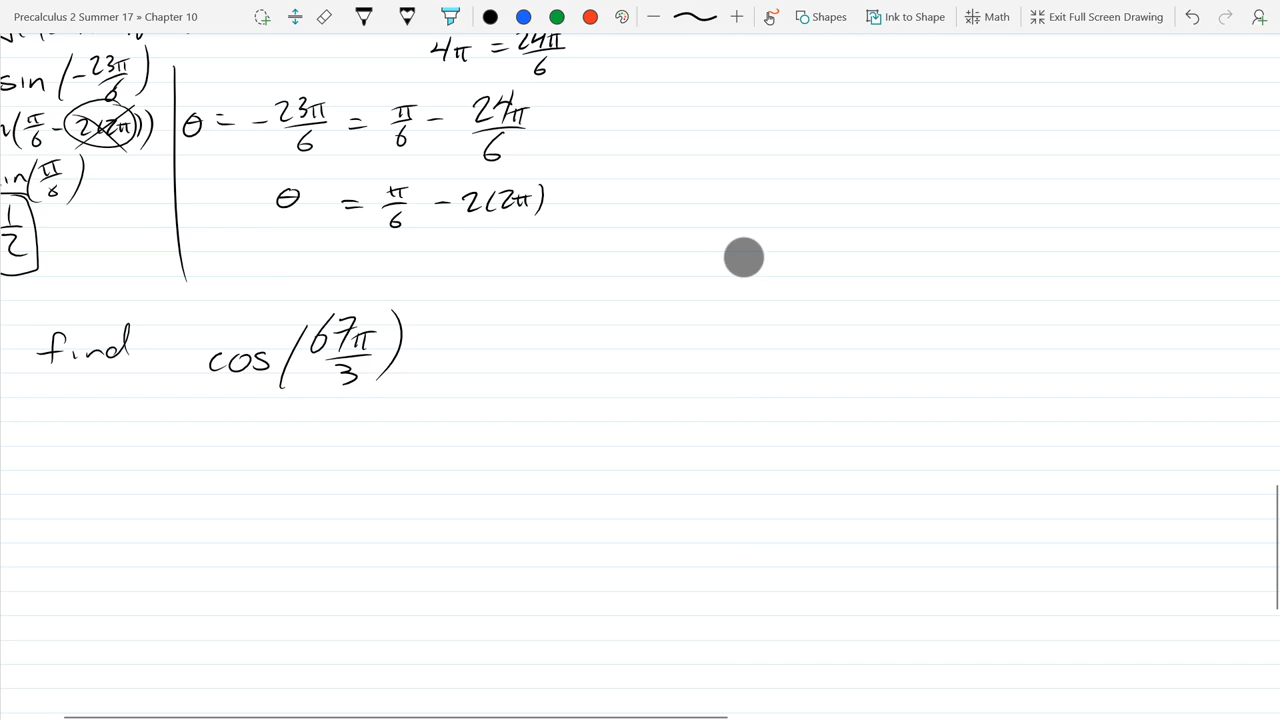 Precalculus 2 Summer 17 » Chapter 10 Shapes Ink to Shape Math Exit Full Screen Drawing
4π = 24π/6
sin(-23π/6)
(π/6 - 2(2π))
θ = -23π/6 = π/6 - 24π/6
in(π/6)
θ = π/6 - 2(2π)
1/2
find cos(67π/3)